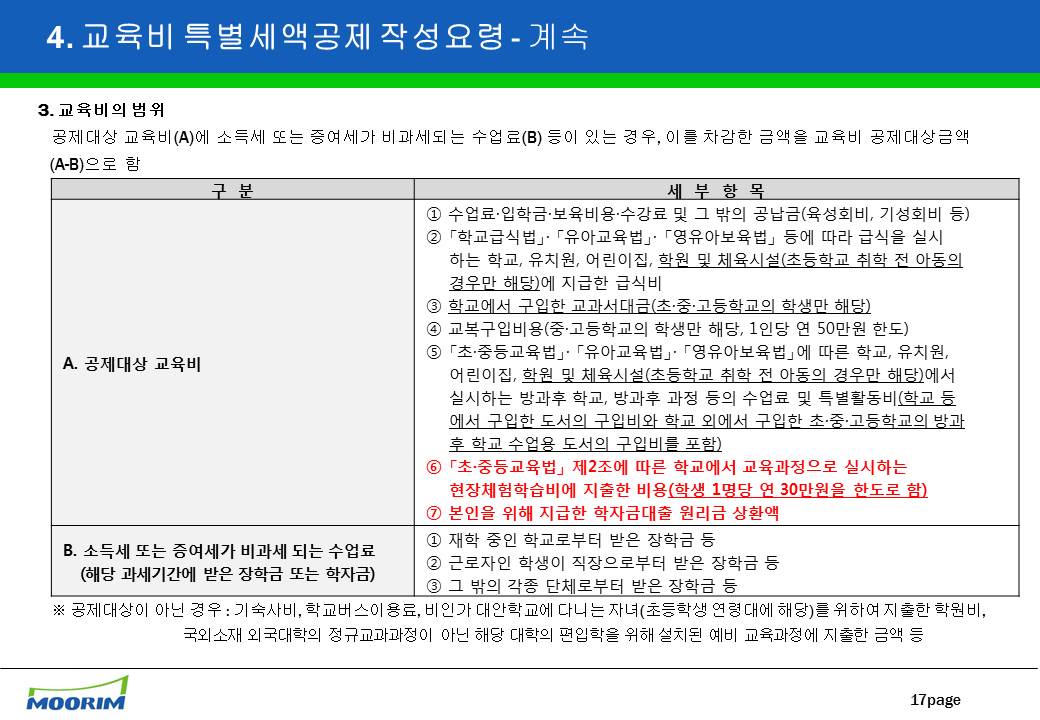 4. 교육비 특별세액공제 작성요령 - 계속
3. 교육비의 범위
공제대상 교육비(A)에 소득세 또는 증여세가 비과세되는 수업료(B) 등이 있는 경우, 이를 차감한 금액을 교육비 공제대상금액
(A-B)으로 함
구 분
세 부 항 목
A. 공제대상 교육비
① 수업료·입학금·보육비용·수강료 및 그 밖의 공납금(육성회비, 기성회비 등)
② 「학교급식법」·「유아교육법」·「영유아보육법」 등에 따라 급식을 실시
하는 학교, 유치원, 어린이집, 학원 및 체육시설(초등학교 취학 전 아동의
경우만 해당)에 지급한 급식비
③ 학교에서 구입한 교과서대금(초·중·고등학교의 학생만 해당)
④ 교복구입비용(중·고등학교의 학생만 해당, 1인당 연 50만원 한도)
⑤ 「초·중등교육법」·「유아교육법」·「영유아보육법」에 따른 학교, 유치원,
어린이집, 학원 및 체육시설(초등학교 취학 전 아동의 경우만 해당)에서
실시하는 방과후 학교, 방과후 과정 등의 수업료 및 특별활동비(학교 등
에서 구입한 도서의 구입비와 학교 외에서 구입한 초·중·고등학교의 방과
후 학교 수업용 도서의 구입비를 포함)
⑥ 「초·중등교육법」 제2조에 따른 학교에서 교육과정으로 실시하는
현장체험학습비에 지출한 비용(학생 1명당 연 30만원을 한도로 함)
⑦ 본인을 위해 지급한 학자금대출 원리금 상환액
B. 소득세 또는 증여세가 비과세 되는 수업료
(해당 과세기간에 받은 장학금 또는 학자금)
① 재학 중인 학교로부터 받은 장학금 등
② 근로자인 학생이 직장으로부터 받은 장학금 등
③ 그 밖의 각종 단체로부터 받은 장학금 등
※ 공제대상이 아닌 경우 : 기숙사비, 학교버스이용료, 비인가 대안학교에 다니는 자녀(초등학생 연령대에 해당)를 위하여 지출한 학원비,
국외소재 외국대학의 정규교과과정이 아닌 해당 대학의 편입학을 위해 설치된 예비 교육과정에 지출한 금액 등
MOORIM
17page